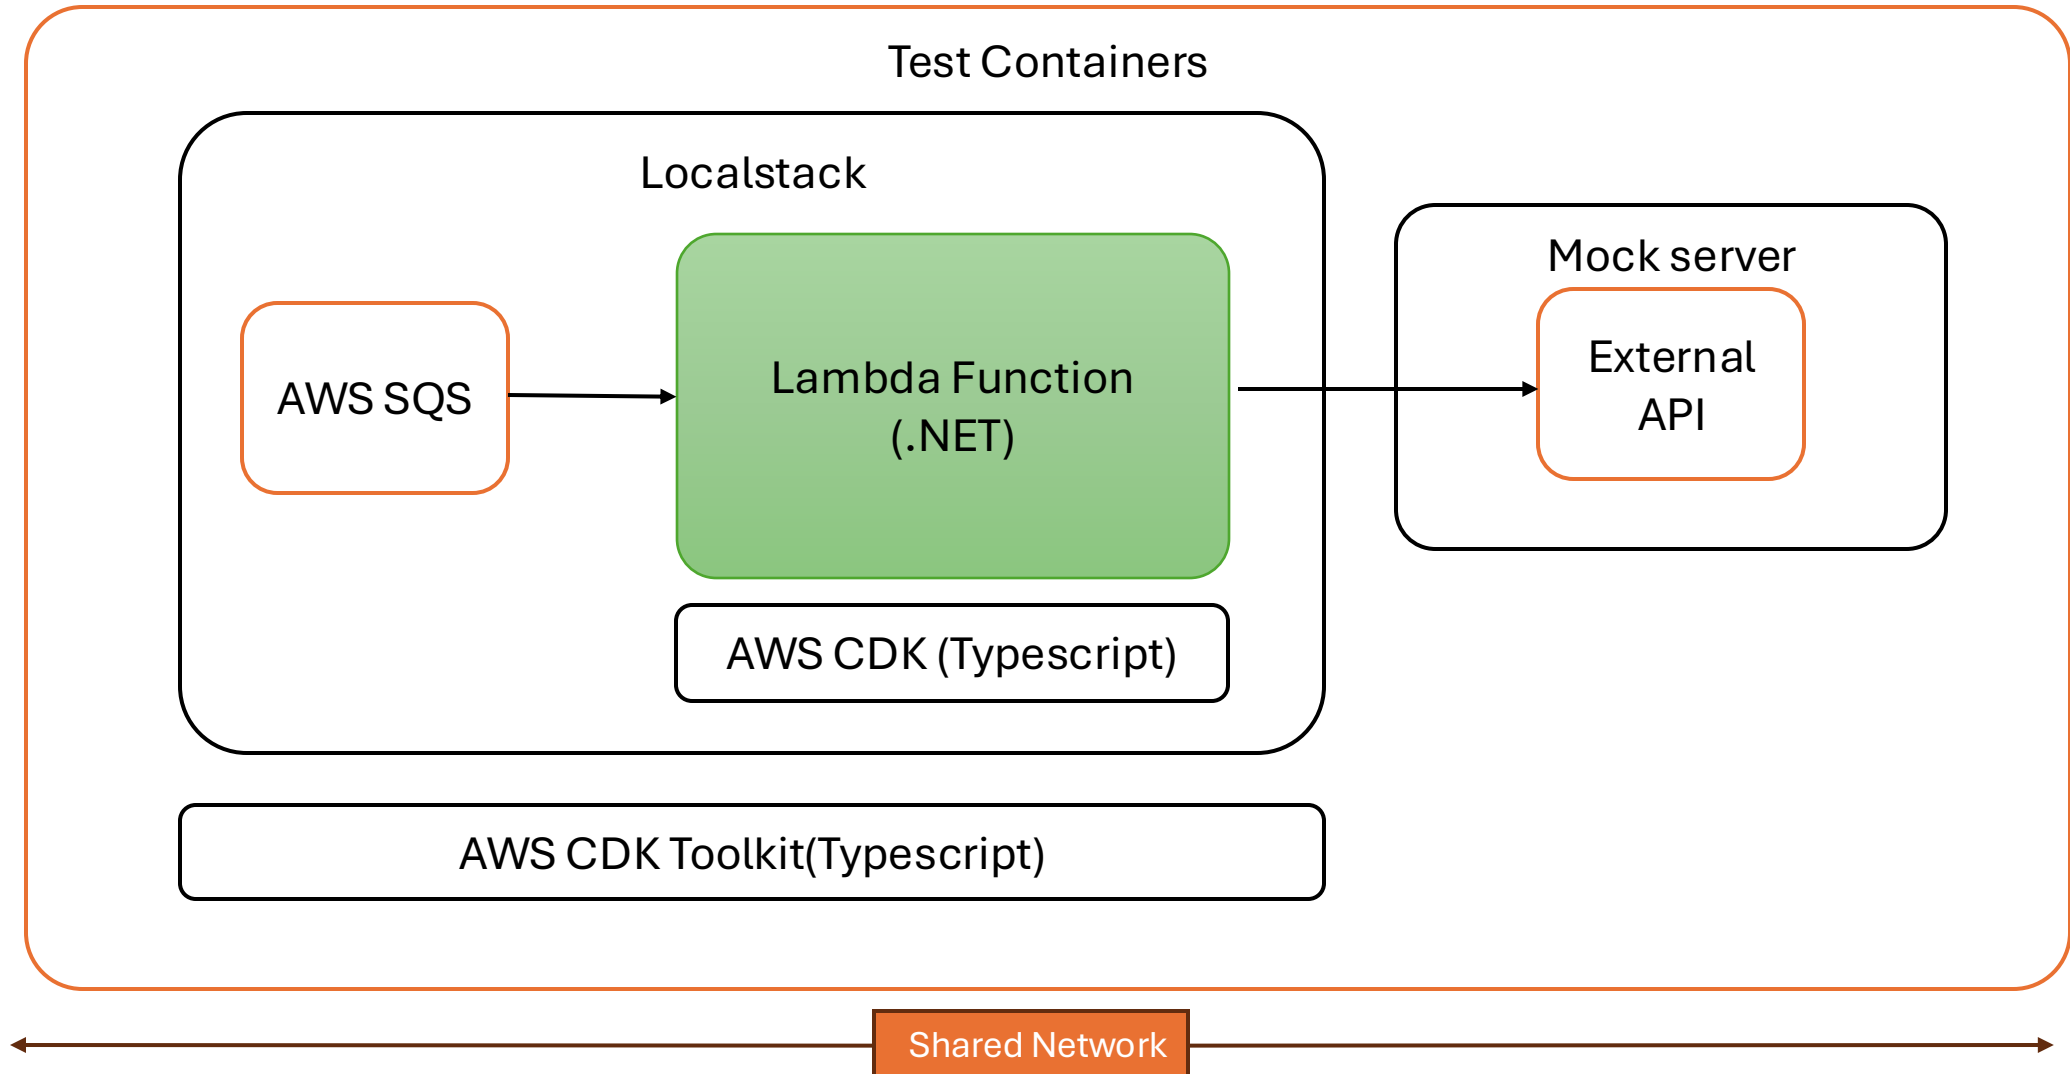 Test Containers
Localstack
Mock server
AWS SQS
Lambda Function
(.NET)
External
API
AWS CDK (Typescript)
AWS CDK Toolkit(Typescript)
Shared Network